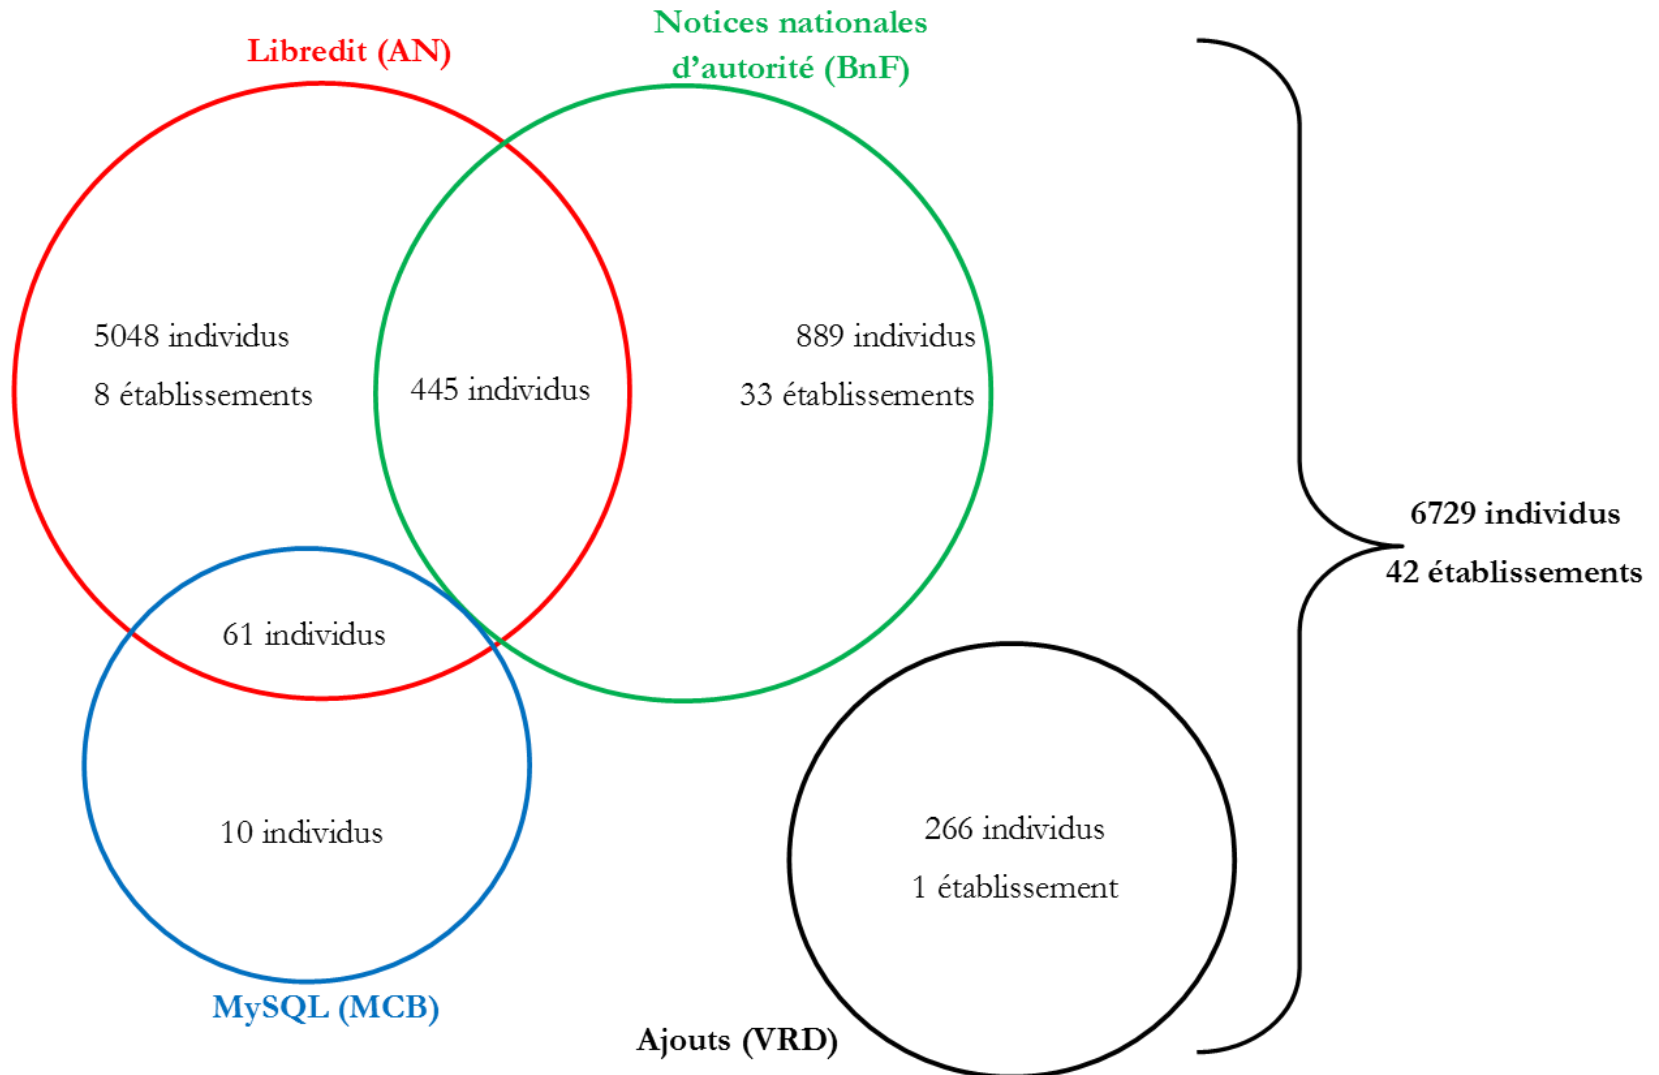 Libredit (AN)
Notices nationales
d’autorité (BnF)
5048 individus
8 établissements
445 individus
889 individus
33 établissements
61 individus
10 individus
MySQL (MCB)
266 individus
1 établissement
Ajouts (VRD)
6729 individus
42 établissements